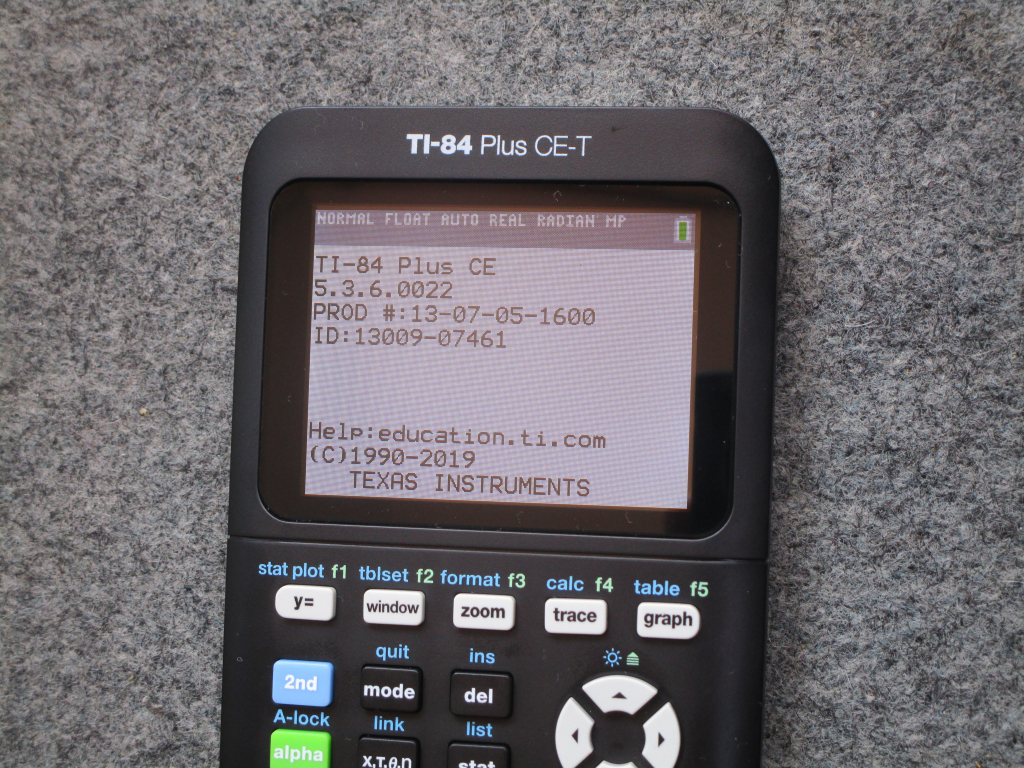 TI-84 Plus CE-T
NORMAL FLOAT AUTO REAL RADIAN MP
TI-84 Plus CE
5.3.6.0022
PROD #:13-07-05-1600
ID:13009-07461
Help:education.ti.com
(C)1990-2019
TEXAS INSTRUMENTS
stat plot f1 tblset f2 format f3 calc f4 table f5
y= window zoom trace graph
quit ins
2nd mode del
A-lock link list
alpha X,T,θ,n stat